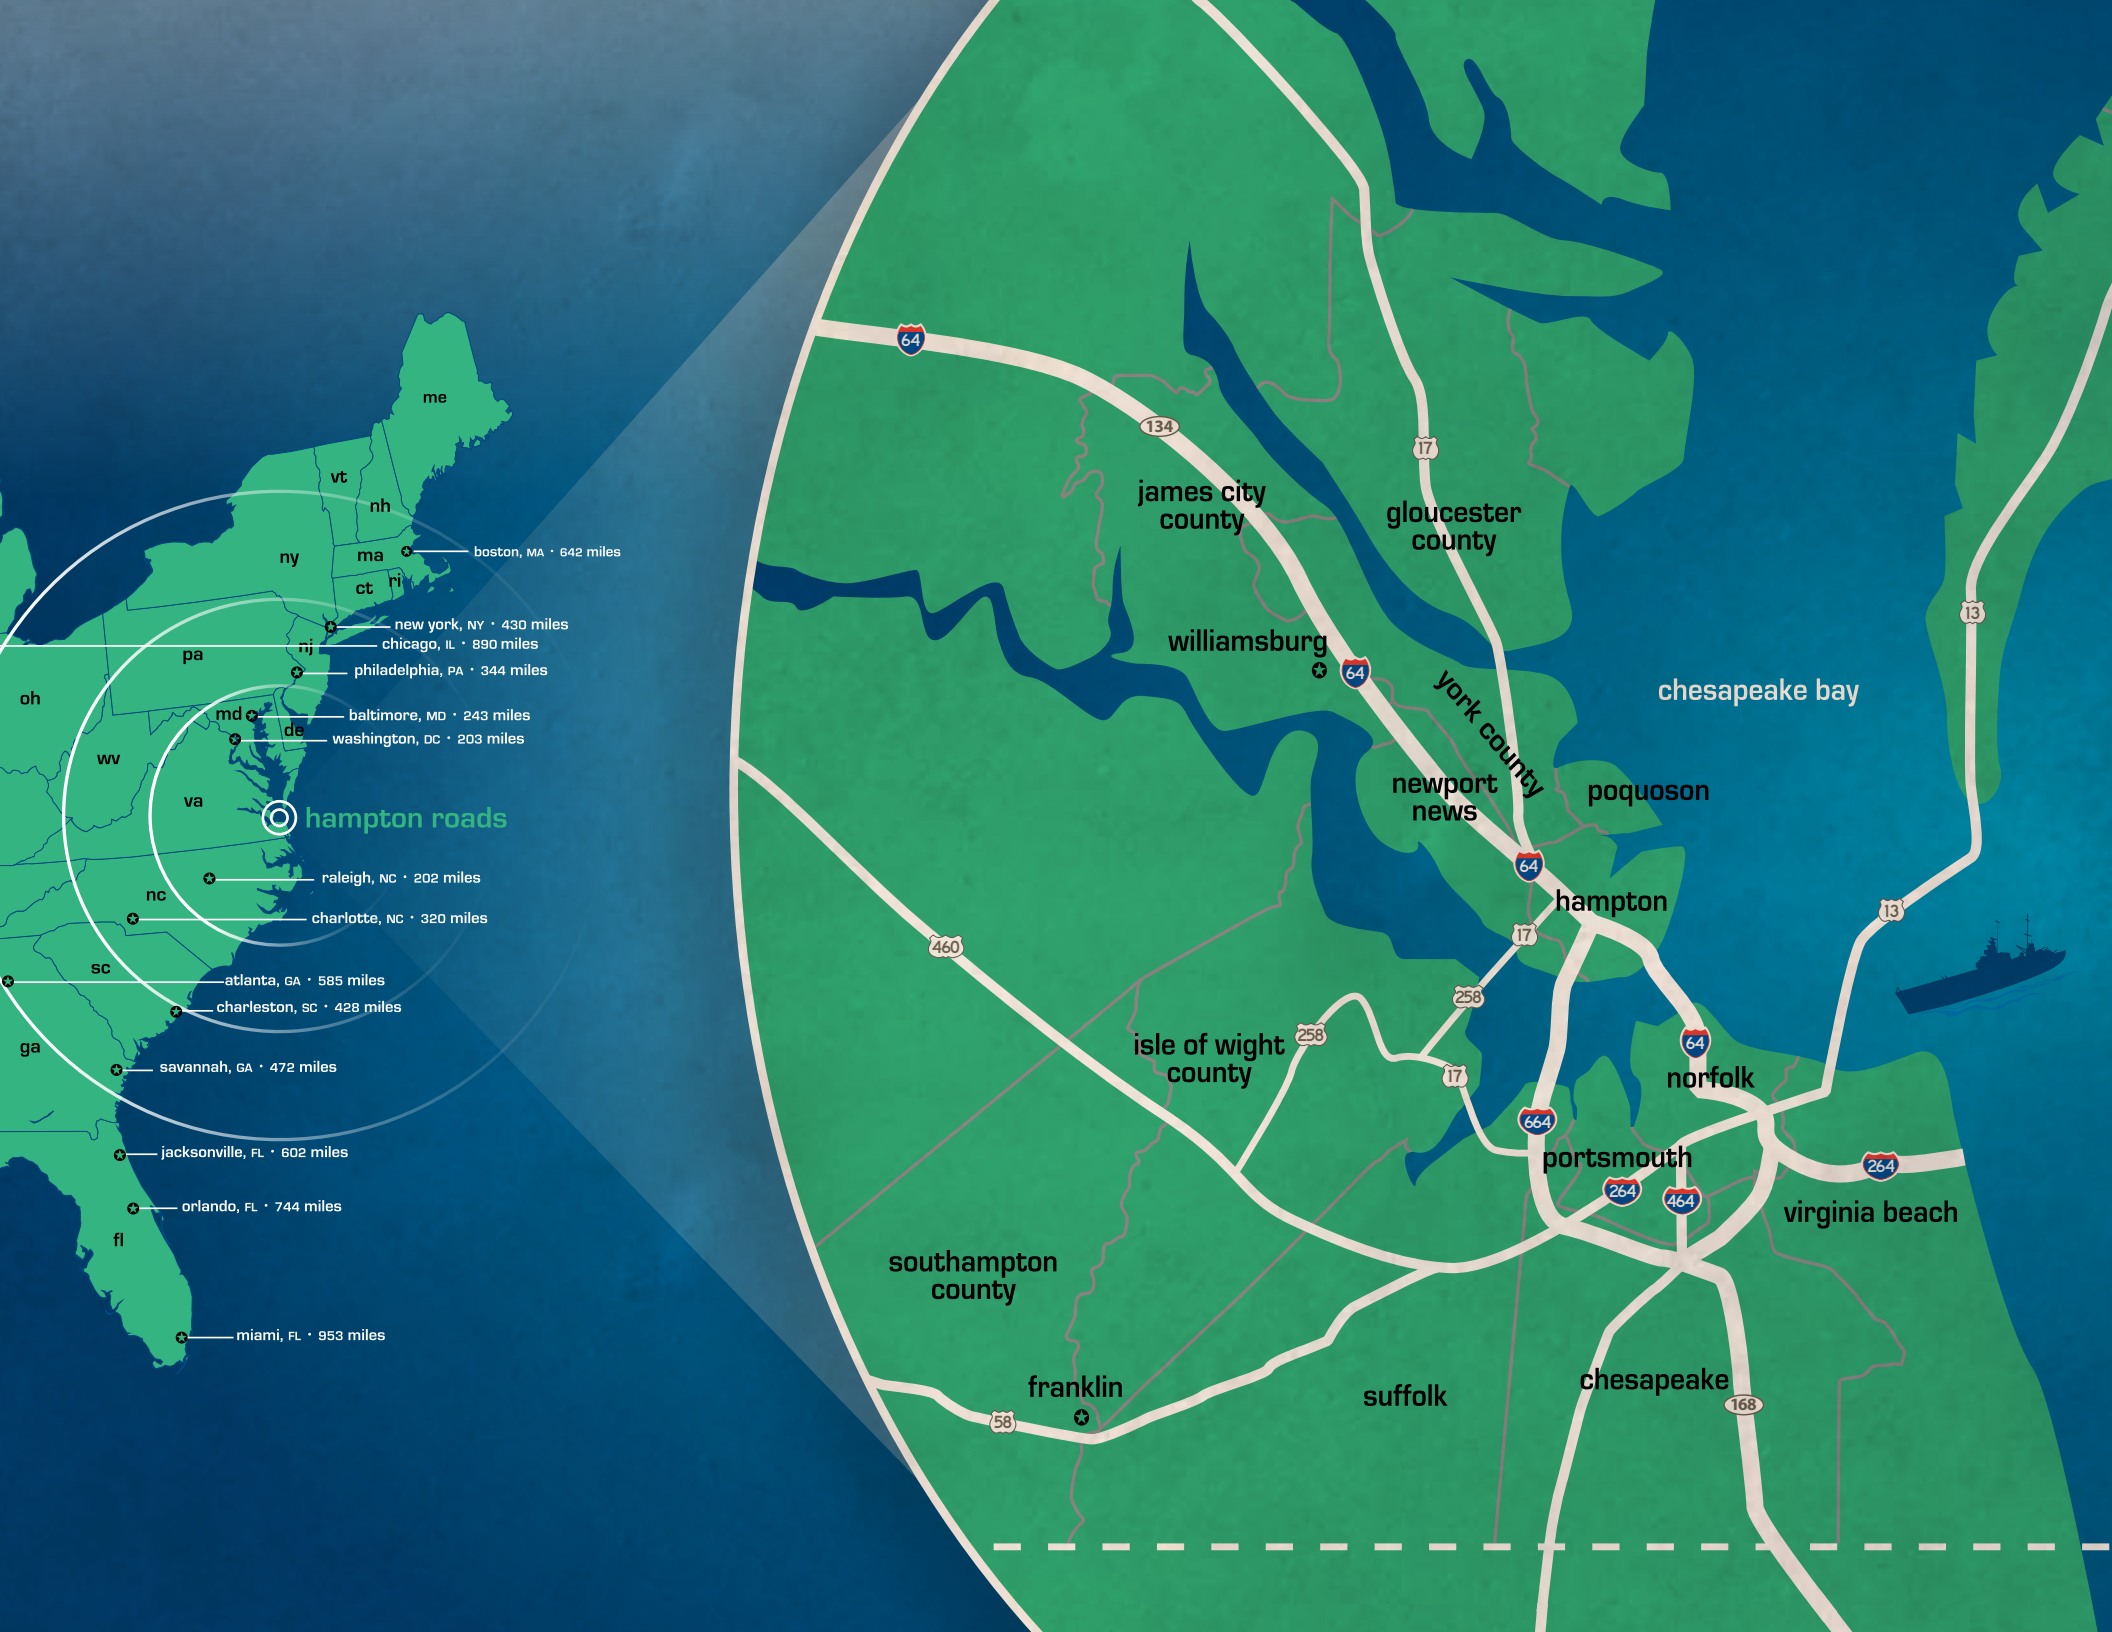 me
vt
nh
ny
ma
ct
ri
boston, MA • 642 miles
new york, NY • 430 miles
nj
chicago, IL • 890 miles
pa
philadelphia, PA • 344 miles
oh
md
baltimore, MD • 243 miles
de
washington, DC • 203 miles
wv
va
hampton roads
raleigh, NC • 202 miles
nc
charlotte, NC • 320 miles
sc
atlanta, GA • 585 miles
charleston, SC • 428 miles
ga
savannah, GA • 472 miles
jacksonville, FL • 602 miles
orlando, FL • 744 miles
fl
miami, FL • 953 miles
64
134
17
james city
county
gloucester
county
13
williamsburg
64
york county
chesapeake bay
newport
news
poquoson
64
hampton
17
13
460
258
258
isle of wight
county
17
64
norfolk
664
portsmouth
264
464
264
virginia beach
southampton
county
franklin
58
suffolk
chesapeake
168